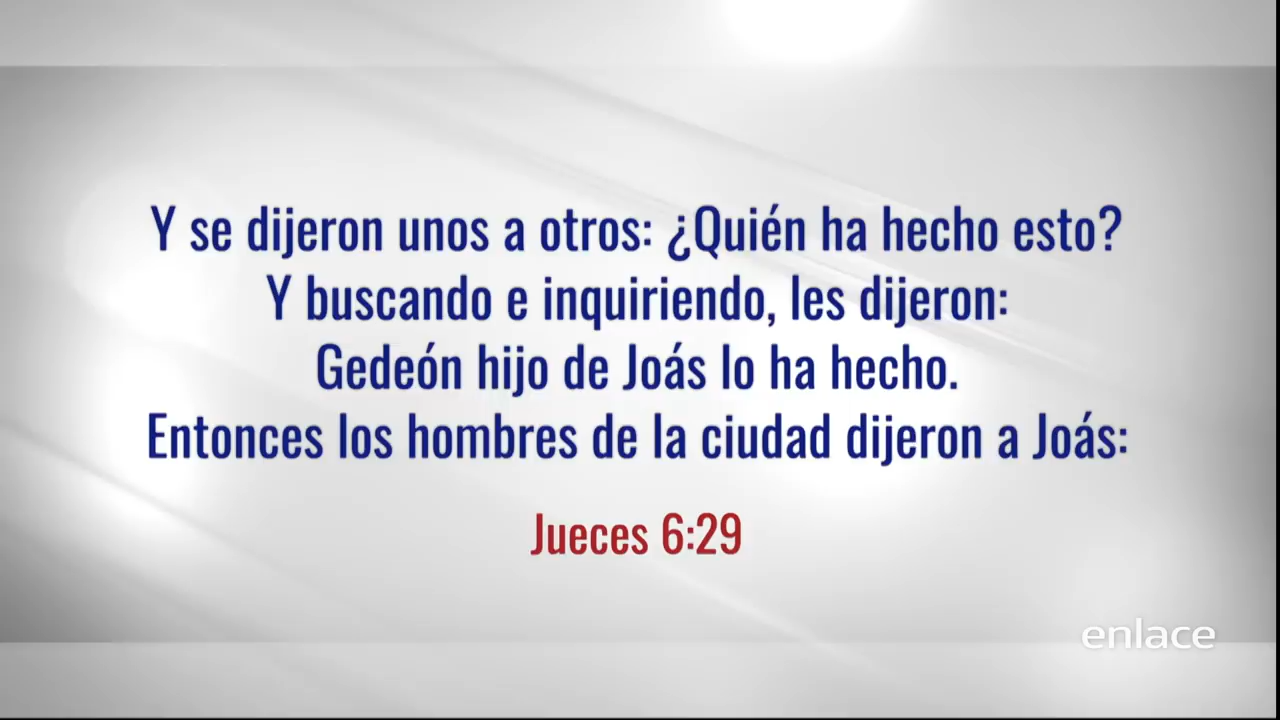 Y se dijeron unos a otros: ¿Quién ha hecho esto?
Y buscando e inquiriendo, les dijeron:
Gedeón hijo de Joás lo ha hecho.
Entonces los hombres de la ciudad dijeron a Joás:
Jueces 6:29
enlace